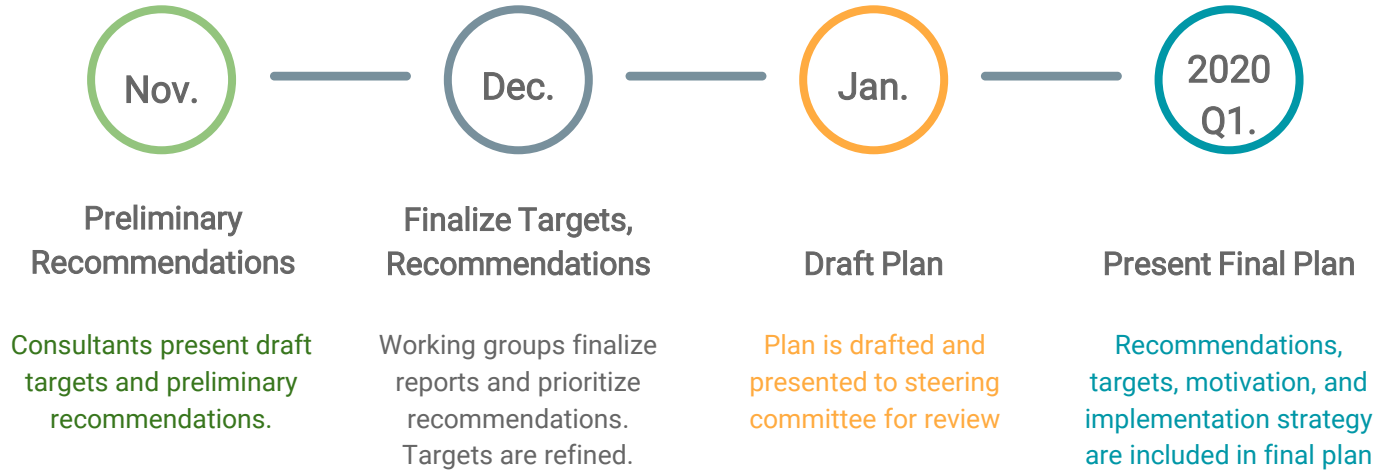 Nov.
Dec.
Jan.
2020
Q1.
Preliminary
Recommendations
Finalize Targets,
Recommendations
Draft Plan
Present Final Plan
Consultants present draft
targets and preliminary
recommendations.
Working groups finalize
reports and prioritize
recommendations.
Targets are refined.
Plan is drafted and
presented to steering
committee for review
Recommendations,
targets, motivation, and
implementation strategy
are included in final plan